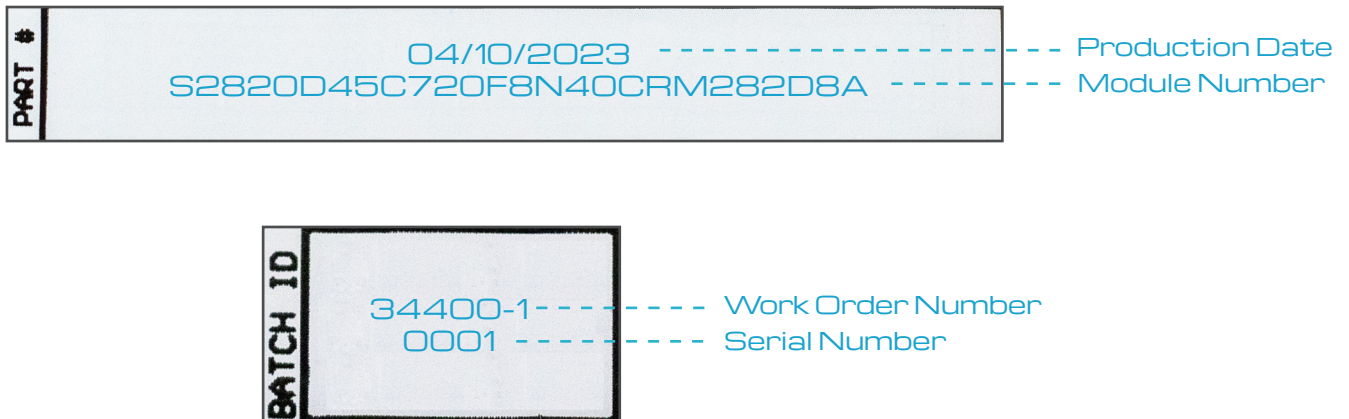 PART #
04/10/2023 Production Date
S2820D45C720F8N40CRM282D8A Module Number
BATCH ID
34400-1 Work Order Number
0001 Serial Number